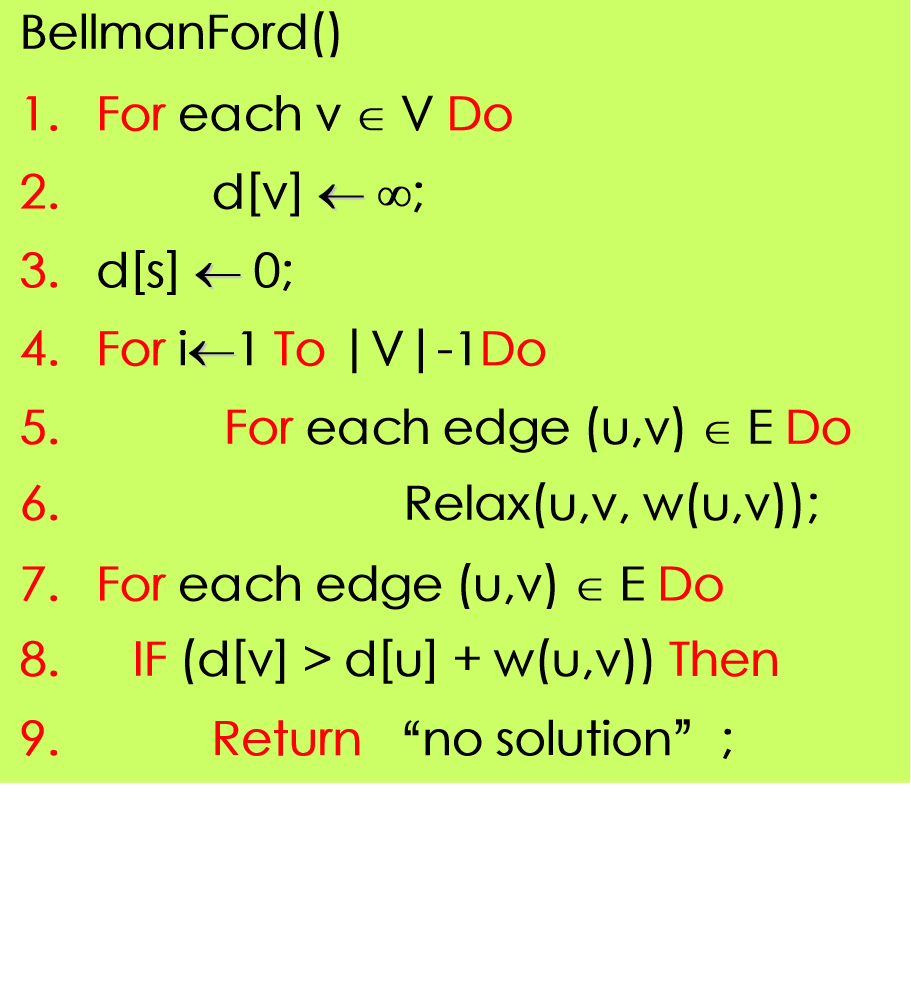 BellmanFord()
1. For each v ∈ V Do
2. d[v] ← ∞;
3. d[s] ← 0;
4. For i←1 To |V|-1Do
5. For each edge (u,v) ∈ E Do
6. Relax(u,v, w(u,v));
7. For each edge (u,v) ∈ E Do
8. IF (d[v] > d[u] + w(u,v)) Then
9. Return “no solution” ;